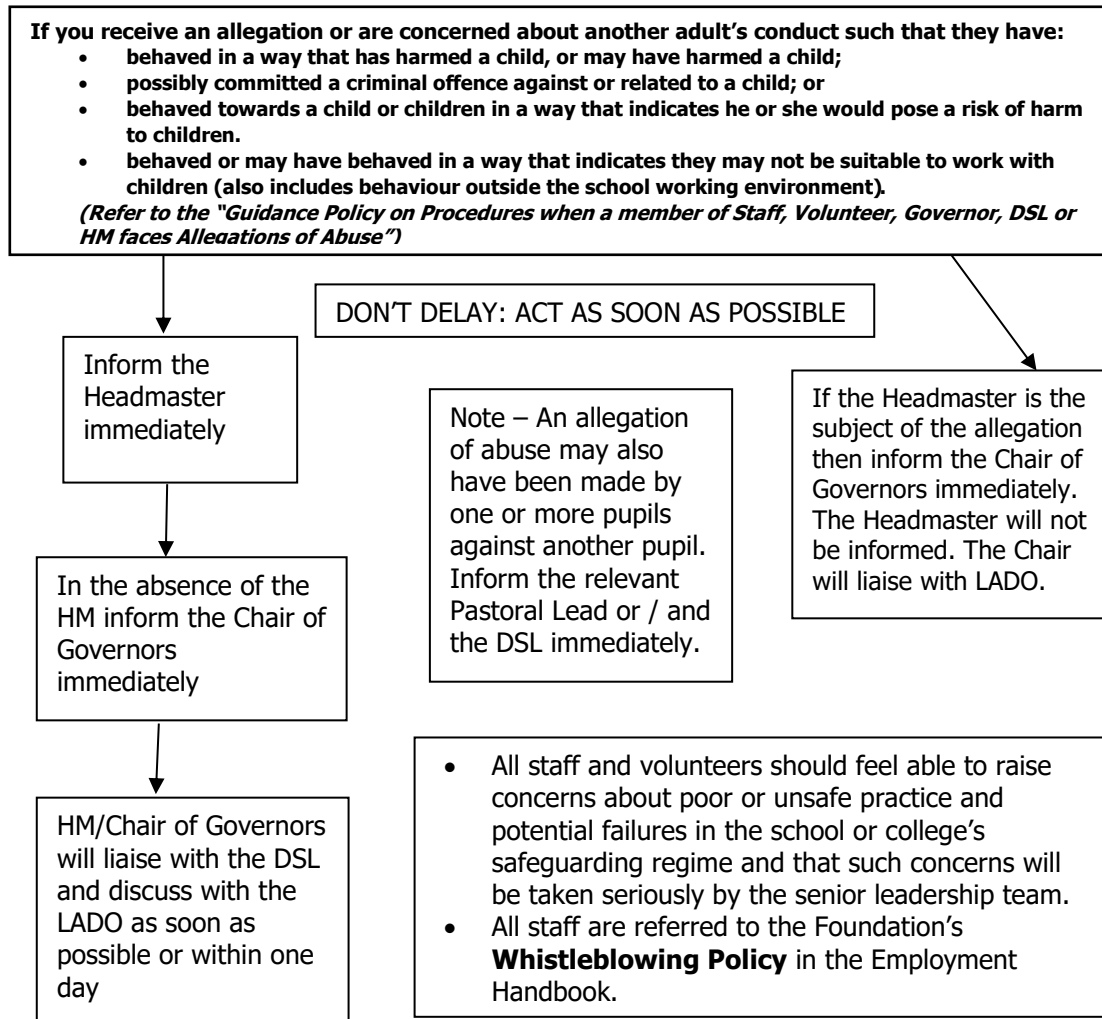 If you receive an allegation or are concerned about another adult’s conduct such that they have:
• behaved in a way that has harmed a child, or may have harmed a child;
• possibly committed a criminal offence against or related to a child; or
• behaved towards a child or children in a way that indicates he or she would pose a risk of harm
to children.
• behaved or may have behaved in a way that indicates they may not be suitable to work with
children (also includes behaviour outside the school working environment).
(Refer to the “Guidance Policy on Procedures when a member of Staff, Volunteer, Governor, DSL or
HM faces Allegations of Abuse”)
DON’T DELAY: ACT AS SOON AS POSSIBLE
Inform the
Headmaster
immediately
In the absence of the
HM inform the Chair of
Governors
immediately
HM/Chair of Governors
will liaise with the DSL
and discuss with the
LADO as soon as
possible or within one
day
Note – An allegation
of abuse may also
have been made by
one or more pupils
against another pupil.
Inform the relevant
Pastoral Lead or / and
the DSL immediately.
If the Headmaster is the
subject of the allegation
then inform the Chair of
Governors immediately.
The Headmaster will not
be informed. The Chair
will liaise with LADO.
• All staff and volunteers should feel able to raise
concerns about poor or unsafe practice and
potential failures in the school or college’s
safeguarding regime and that such concerns will
be taken seriously by the senior leadership team.
• All staff are referred to the Foundation’s
Whistleblowing Policy in the Employment
Handbook.